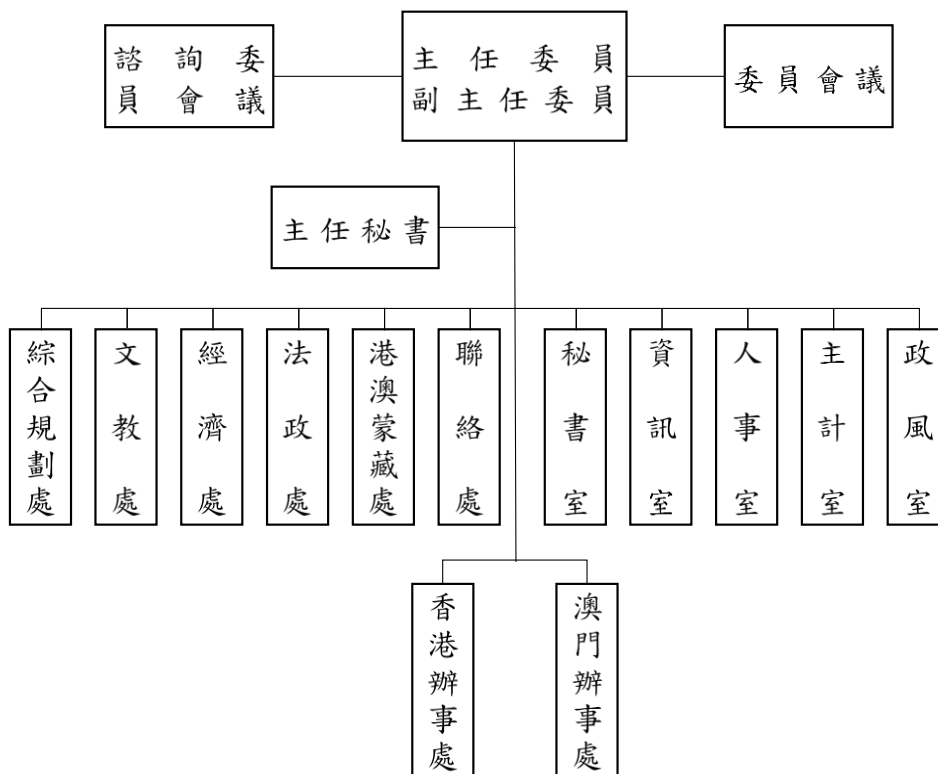 諮詢委
員會議
主任委員
副主任委員
委員會議
主任秘書
綜合規劃處
文教處
經濟處
法政處
港澳蒙藏處
聯絡處
秘書室
資訊室
人事室
主計室
政風室
香港辦事處
澳門辦事處